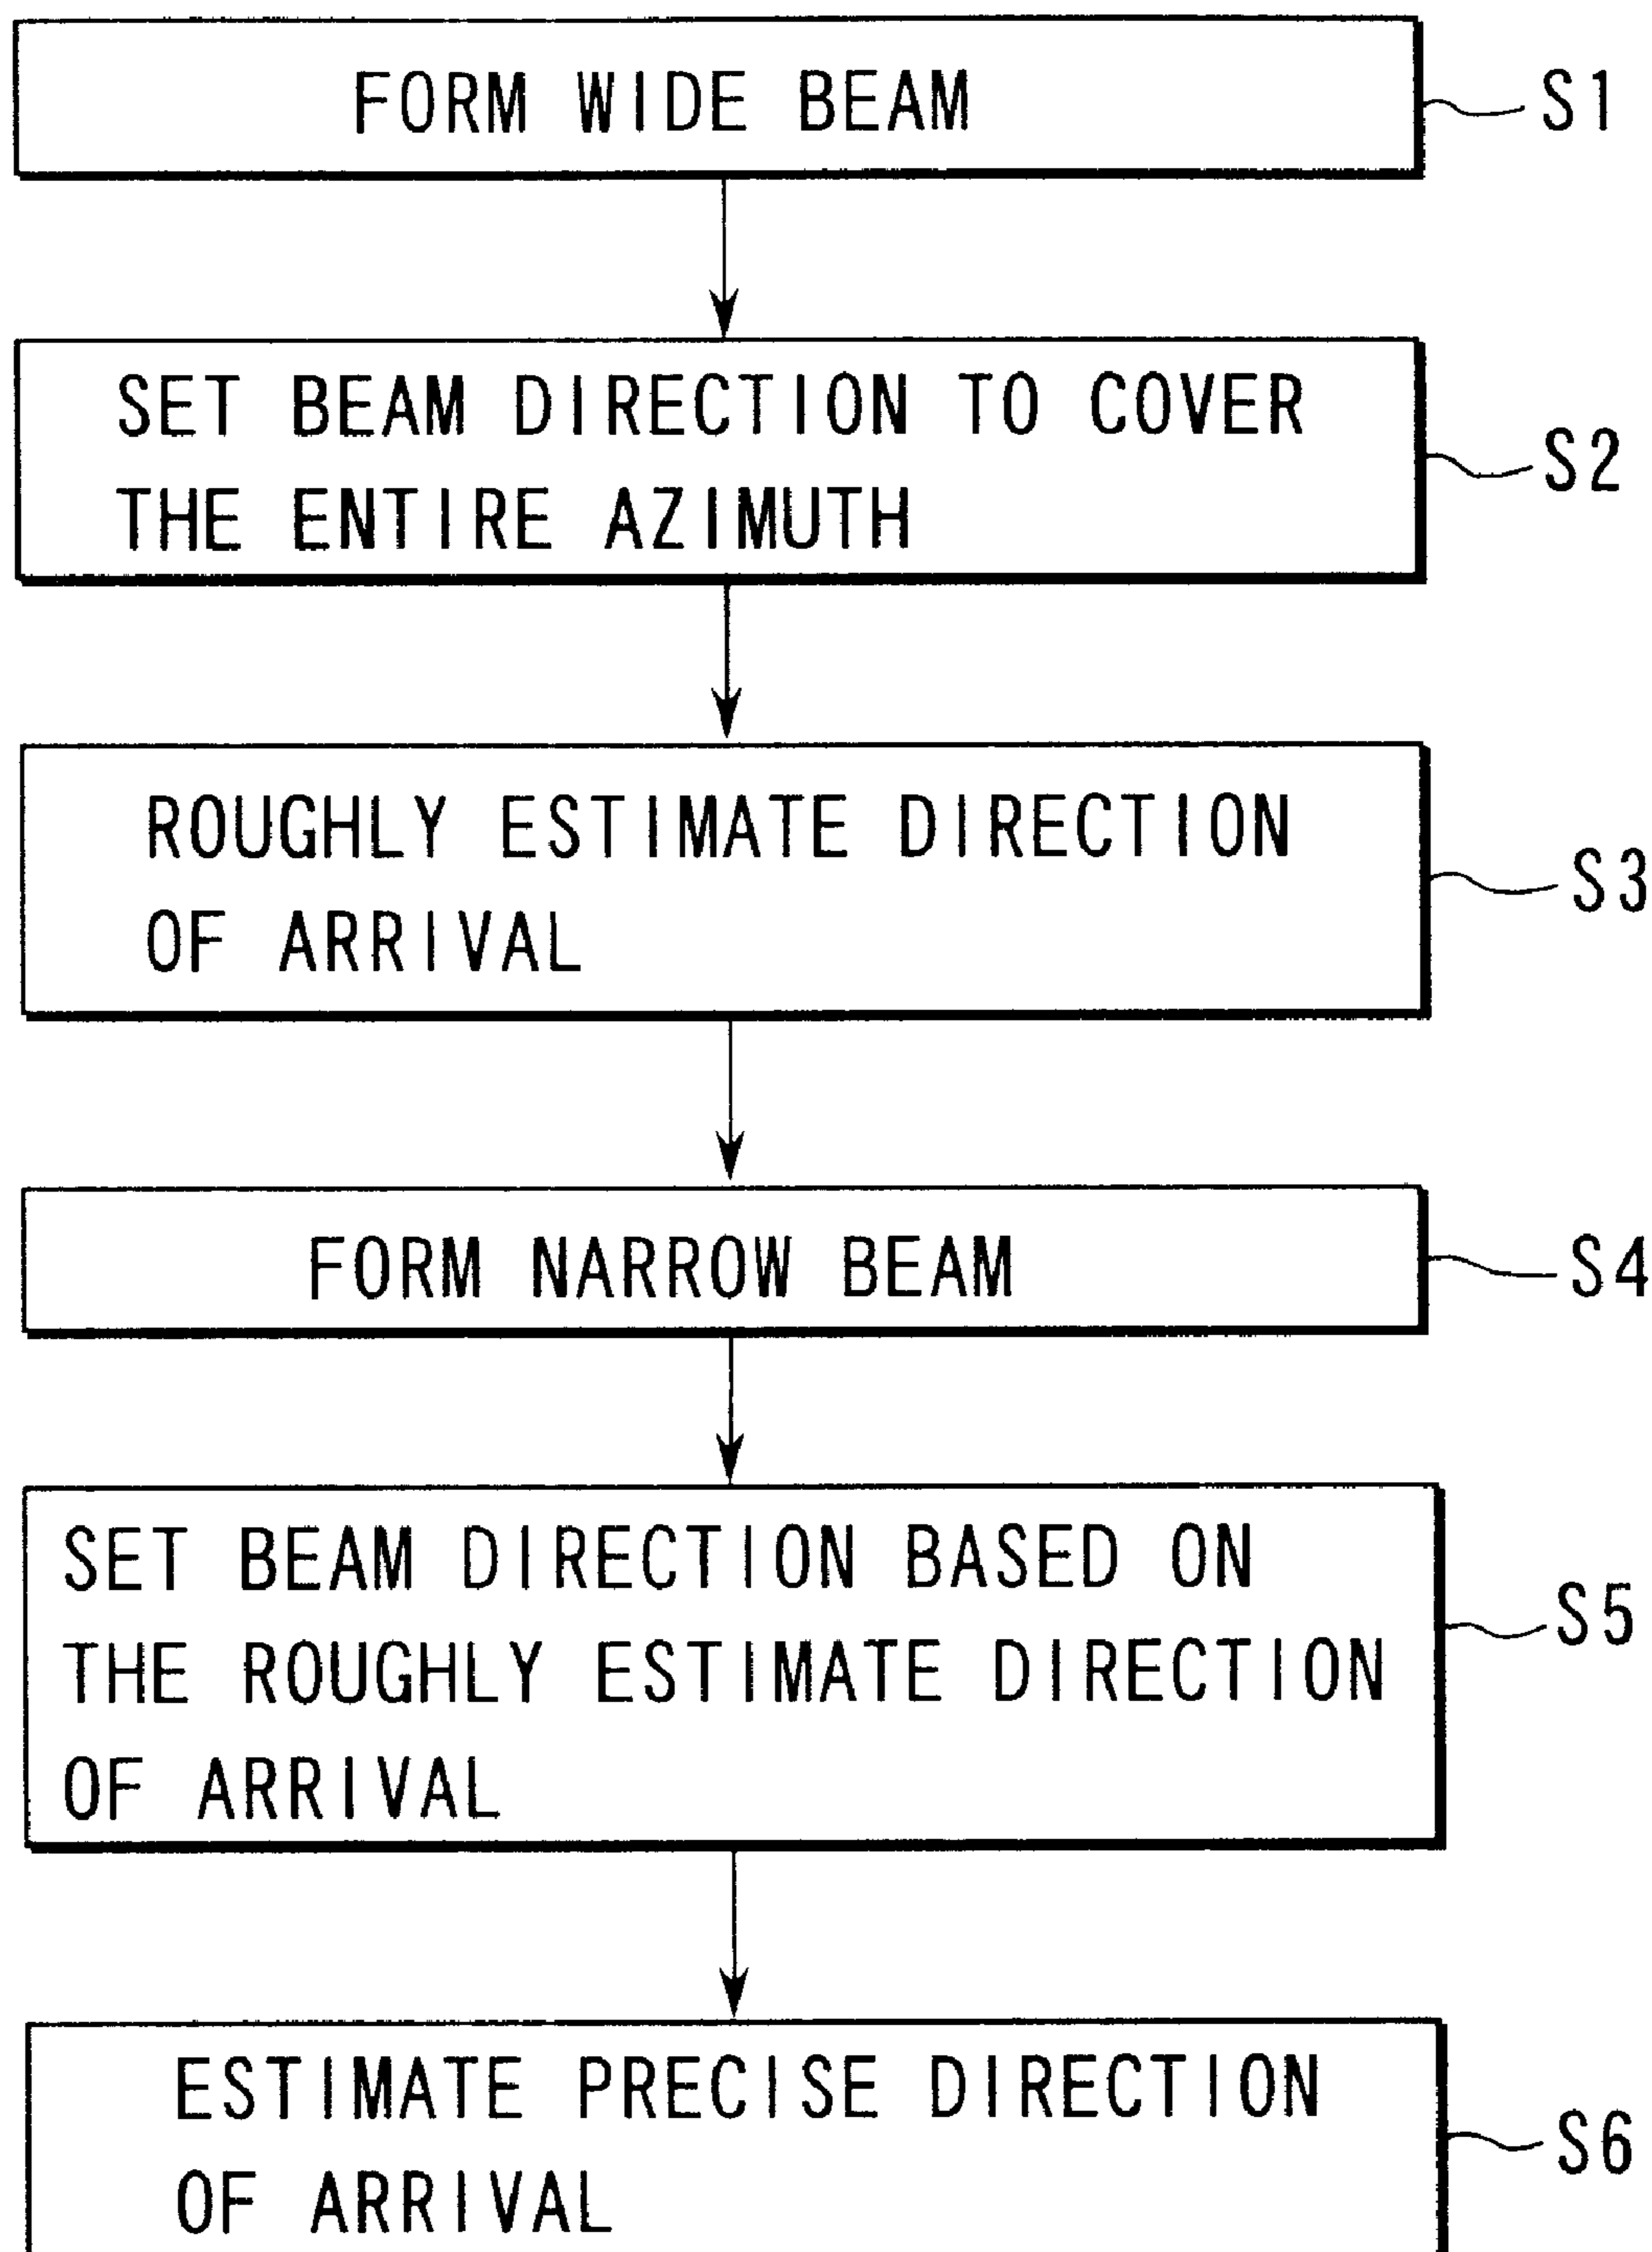 FORM WIDE BEAM
S1
SET BEAM DIRECTION TO COVER
THE ENTIRE AZIMUTH
S2
ROUGHLY ESTIMATE DIRECTION
OF ARRIVAL
S3
FORM NARROW BEAM
S4
SET BEAM DIRECTION BASED ON
THE ROUGHLY ESTIMATE DIRECTION
OF ARRIVAL
S5
ESTIMATE PRECISE DIRECTION
OF ARRIVAL
S6